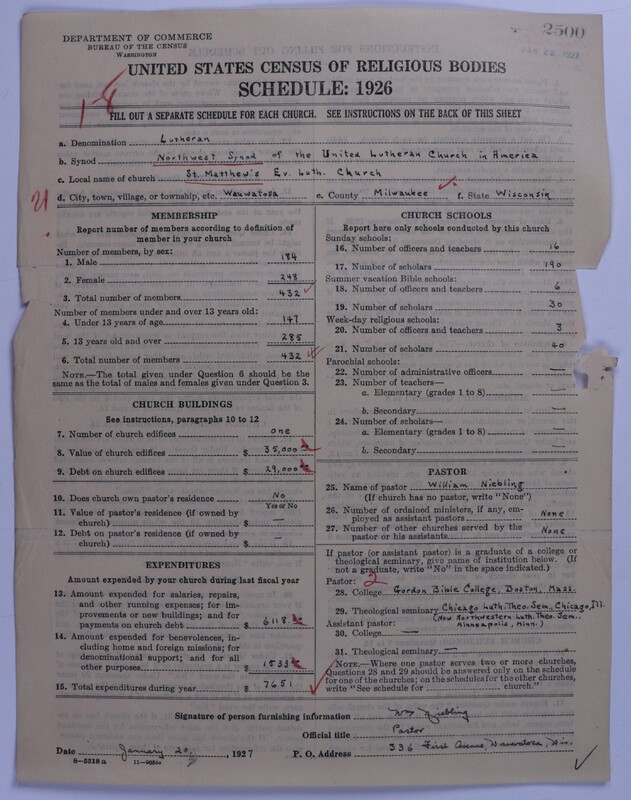 DEPARTMENT OF COMMERCE
BUREAU OF THE CENSUS
WASHINGTON
2500
UNITED STATES CENSUS OF RELIGIOUS BODIES
SCHEDULE: 1926
1-8
FILL OUT A SEPARATE SCHEDULE FOR EACH CHURCH. SEE INSTRUCTIONS ON THE BACK OF THIS SHEET
a. Denomination Lutheran
b. Synod Northwest Synod of the United Lutheran Church in America
c. Local name of church St. Matthew's Ev. Luth. Church
21
d. City, town, village, or township, etc. Wauwatosa e. County Milwaukee f. State Wisconsin
MEMBERSHIP
Report number of members according to definition of
member in your church
Number of members, by sex:
1. Male 184
2. Female 248
3. Total number of members 432
Number of members under and over 13 years old:
4. Under 13 years of age 147
5. 13 years old and over 285
6. Total number of members 432
NOTE.—The total given under Question 6 should be
same as the total of males and females given under Question 3.
CHURCH BUILDINGS
See instructions, paragraphs 10 to 12
7. Number of church edifices one
8. Value of church edifices $ 35,000
9. Debt on church edifices $ 29,000
10. Does church own pastor's residence No
Yes or No
11. Value of pastor's residence (if owned by
church) $ —
12. Debt on pastor's residence (if owned by
church) $ —
EXPENDITURES
Amount expended by your church during last fiscal year
13. Amount expended for salaries, repairs,
and other running expenses; for im-
provements or new buildings; and for
payments on church debt $ 6118
14. Amount expended for benevolences, in-
cluding home and foreign missions; for
denominational support; and for all
other purposes $ 1533
15. Total expenditures during year $ 7651
CHURCH SCHOOLS
Report here only schools conducted by this church
Sunday schools:
16. Number of officers and teachers 16
17. Number of scholars 190
Summer vacation Bible schools:
18. Number of officers and teachers 6
19. Number of scholars 30
Week-day religious schools:
20. Number of officers and teachers 3
21. Number of scholars 40
Parochial schools:
22. Number of administrative officers —
23. Number of teachers—
a. Elementary (grades 1 to 8) —
b. Secondary —
24. Number of scholars—
a. Elementary (grades 1 to 8) —
b. Secondary —
PASTOR
25. Name of pastor William Niebling
(If church has no pastor, write "None")
26. Number of ordained ministers, if any, em-
ployed as assistant pastors None
27. Number of other churches served by the
pastor or his assistants None
If pastor (or assistant pastor) is a graduate of a college or
theological seminary, give name of institution below. (If
not a graduate, write "No" in the space indicated.)
Pastor: 2
28. College Gordon Bible College, Boston, Mass.
29. Theological seminary Chicago Luth. Theo. Sem., Chicago, Ill.
Assistant pastor: (Now Northwestern Luth. Theo. Sem.,
30. College — Minneapolis, Minn.)
31. Theological seminary —
NOTE.—Where one pastor serves two or more churches,
Questions 28 and 29 should be answered only on the schedule
for one of the churches; on the schedules for the other churches,
write "See schedule for church."
Signature of person furnishing information Wm Niebling
Official title Pastor
Date January 20, 1927 P. O. Address 336 First Avenue, Wauwatosa, Wis.
8-5318 a